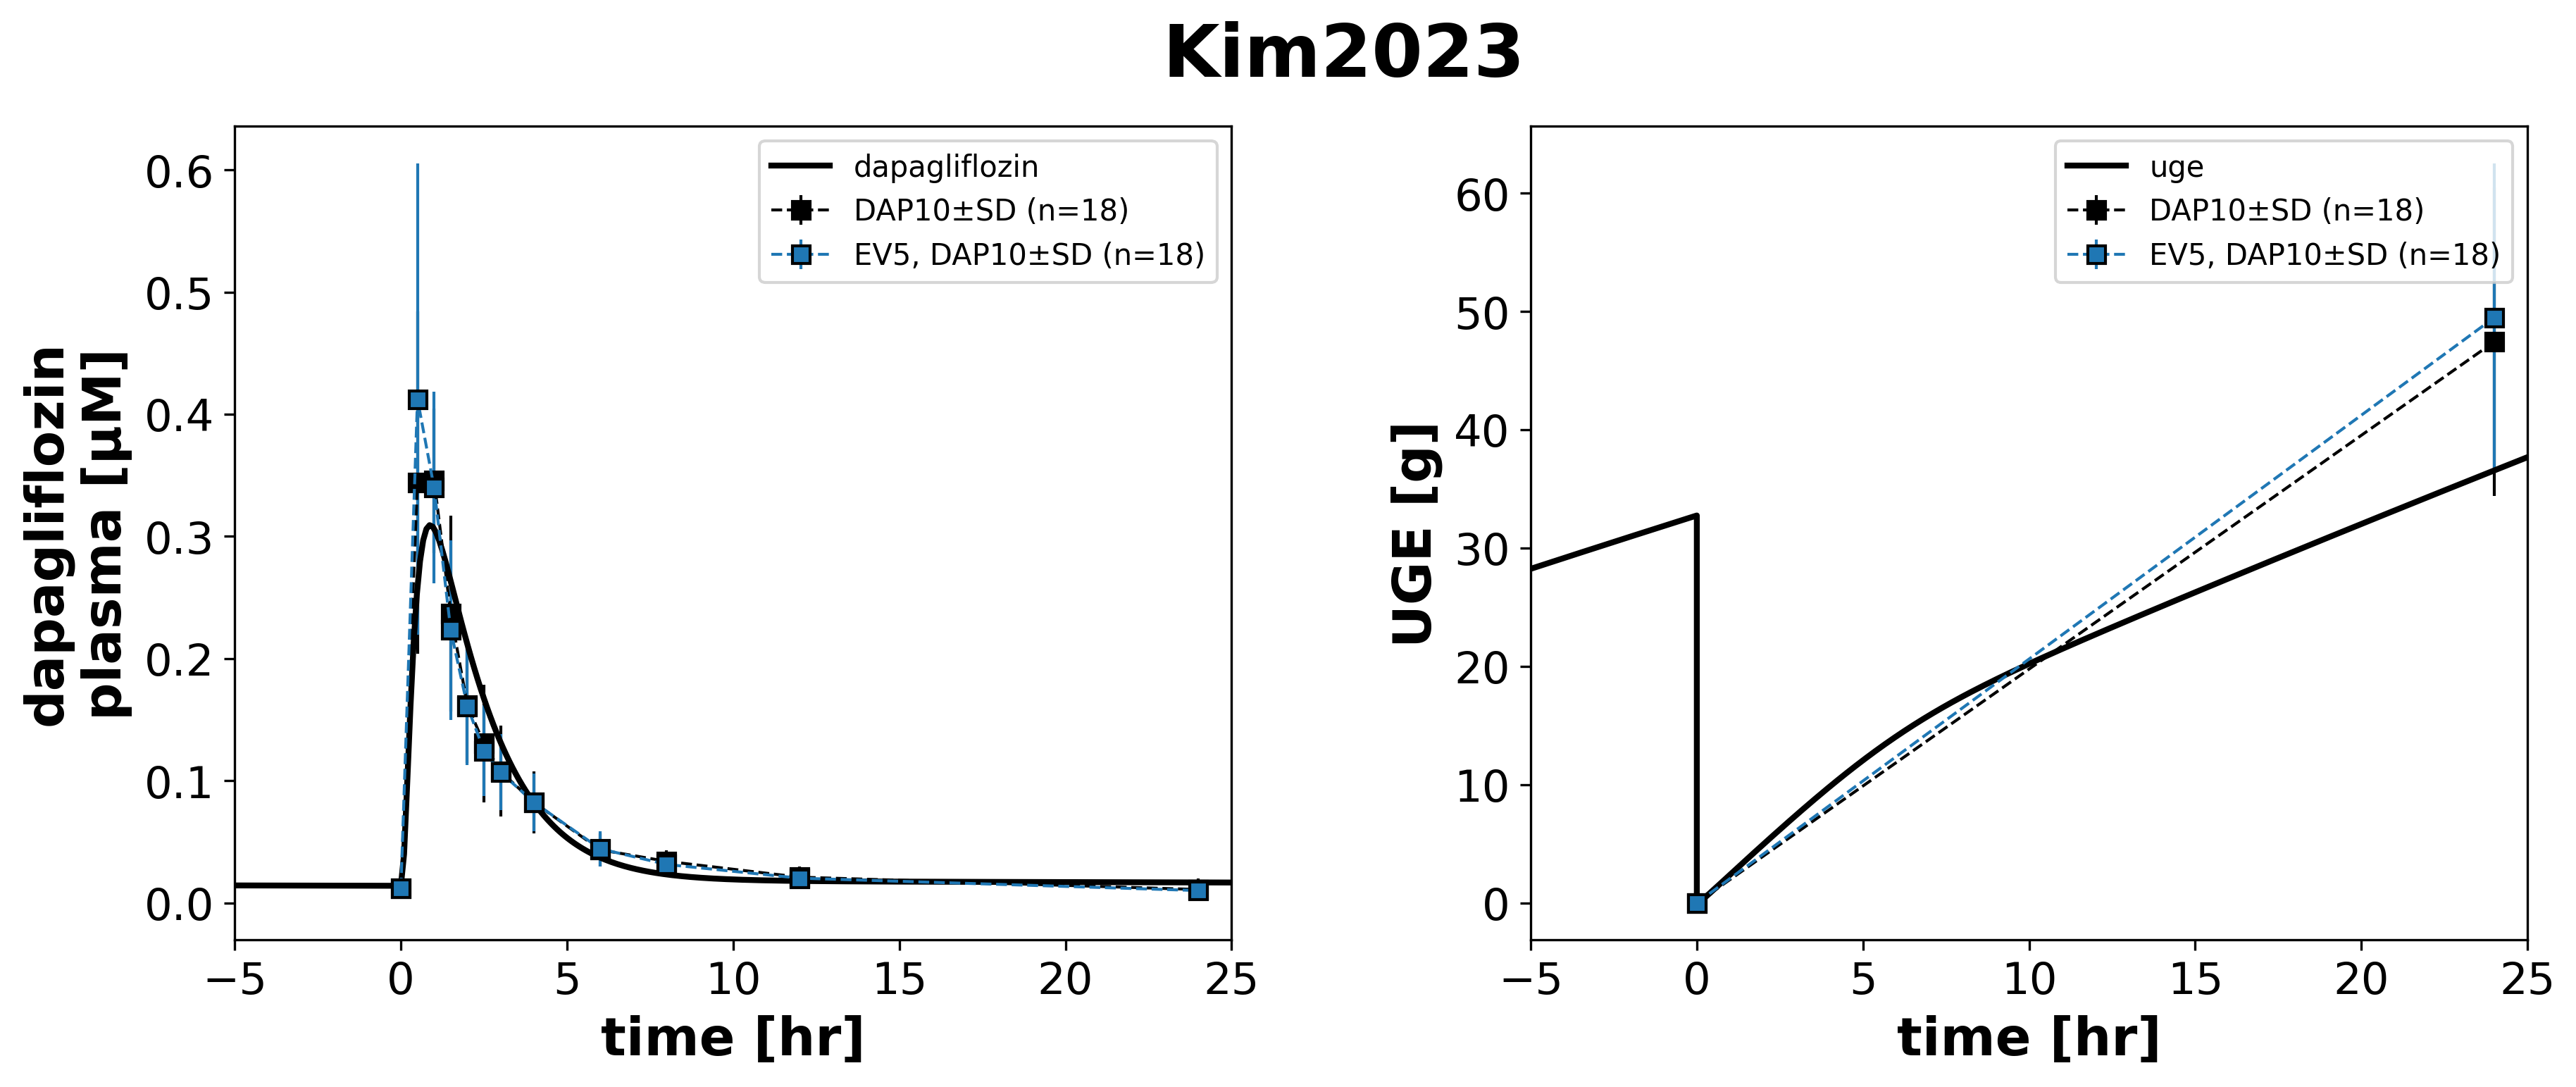 Kim2023
dapagliflozin
plasma [µM]
0.6
0.5
0.4
0.3
0.2
0.1
0.0
dapagliflozin
DAP10±SD (n=18)
EV5, DAP10±SD (n=18)
−5
0
5
10
15
20
25
time [hr]
UGE [g]
60
50
40
30
20
10
0
uge
DAP10±SD (n=18)
EV5, DAP10±SD (n=18)
−5
0
5
10
15
20
25
time [hr]